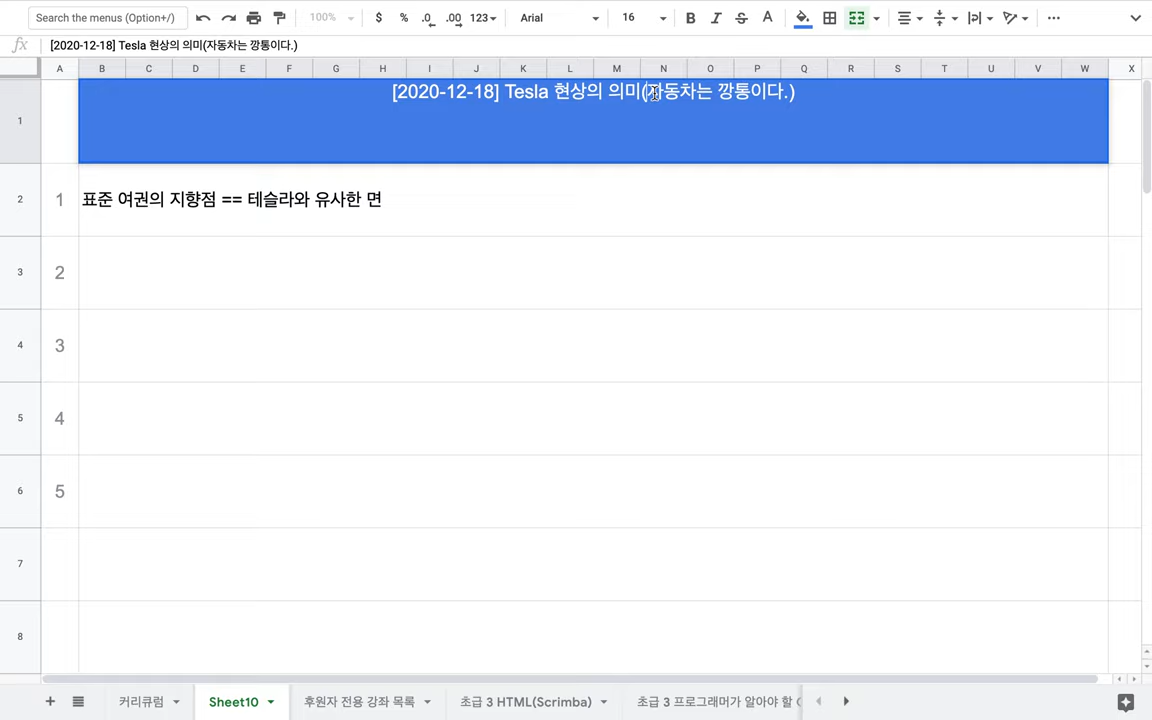 Search the menus (Option+/) 100% $ % .0 .00 123 Arial 16 B I S A
fx [2020-12-18] Tesla 현상의 의미(자동차는 깡통이다.)
A B C D E F G H I J K L M N O P Q R S T U V W X
1 [2020-12-18] Tesla 현상의 의미(자동차는 깡통이다.)
2 1 표준 여권의 지향점 == 테슬라와 유사한 면
3 2
4 3
5 4
6 5
7
8
커리큘럼 Sheet10 후원자 전용 강좌 목록 초급 3 HTML(Scrimba) 초급 3 프로그래머가 알아야 할